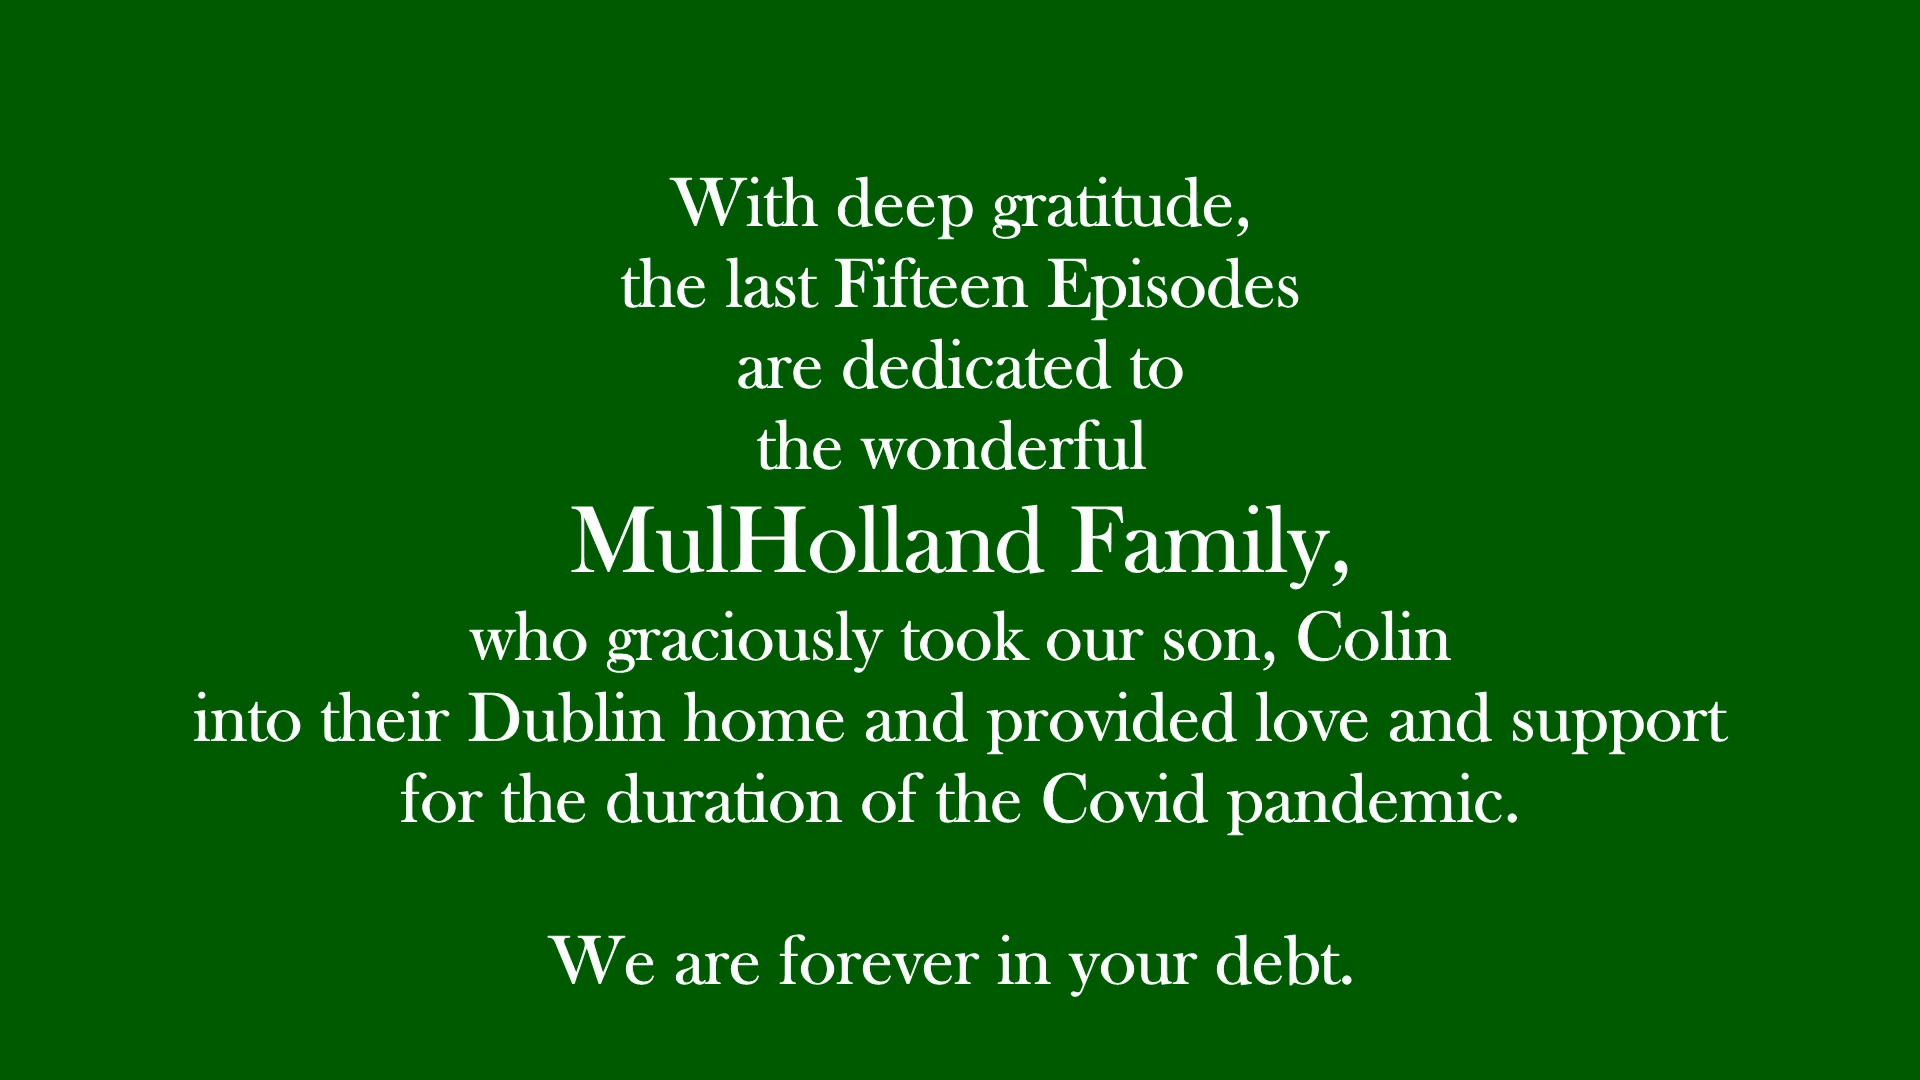 With deep gratitude,
the last Fifteen Episodes
are dedicated to
the wonderful
MulHolland Family,
who graciously took our son, Colin
into their Dublin home and provided love and support
for the duration of the Covid pandemic.
We are forever in your debt.